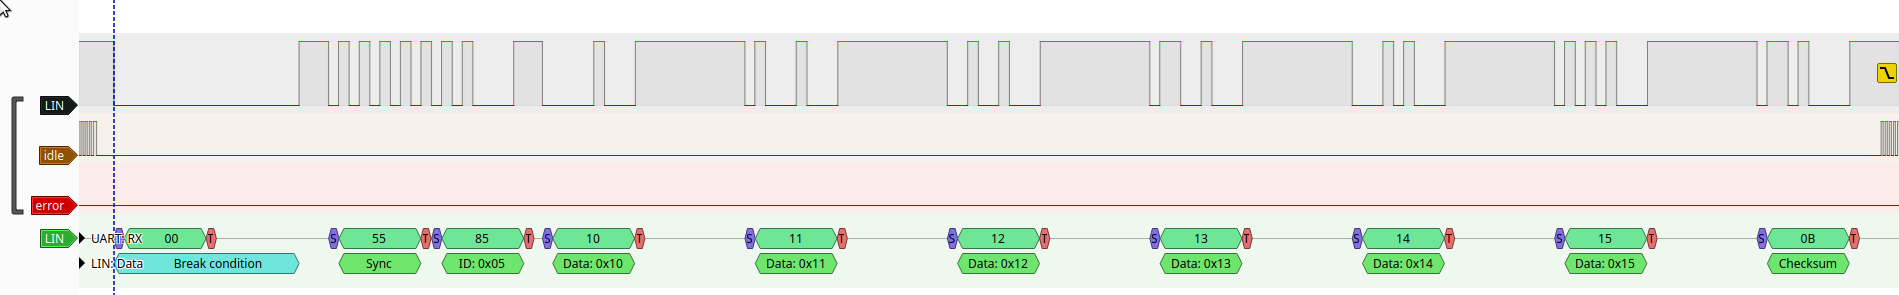 LIN
idle
error
LIN UART: RX S 00 T S 55 T S 85 T S 10 T S 11 T S 12 T S 13 T S 14 T S 15 T S 0B T
LIN: Data Break condition Sync ID: 0x05 Data: 0x10 Data: 0x11 Data: 0x12 Data: 0x13 Data: 0x14 Data: 0x15 Checksum